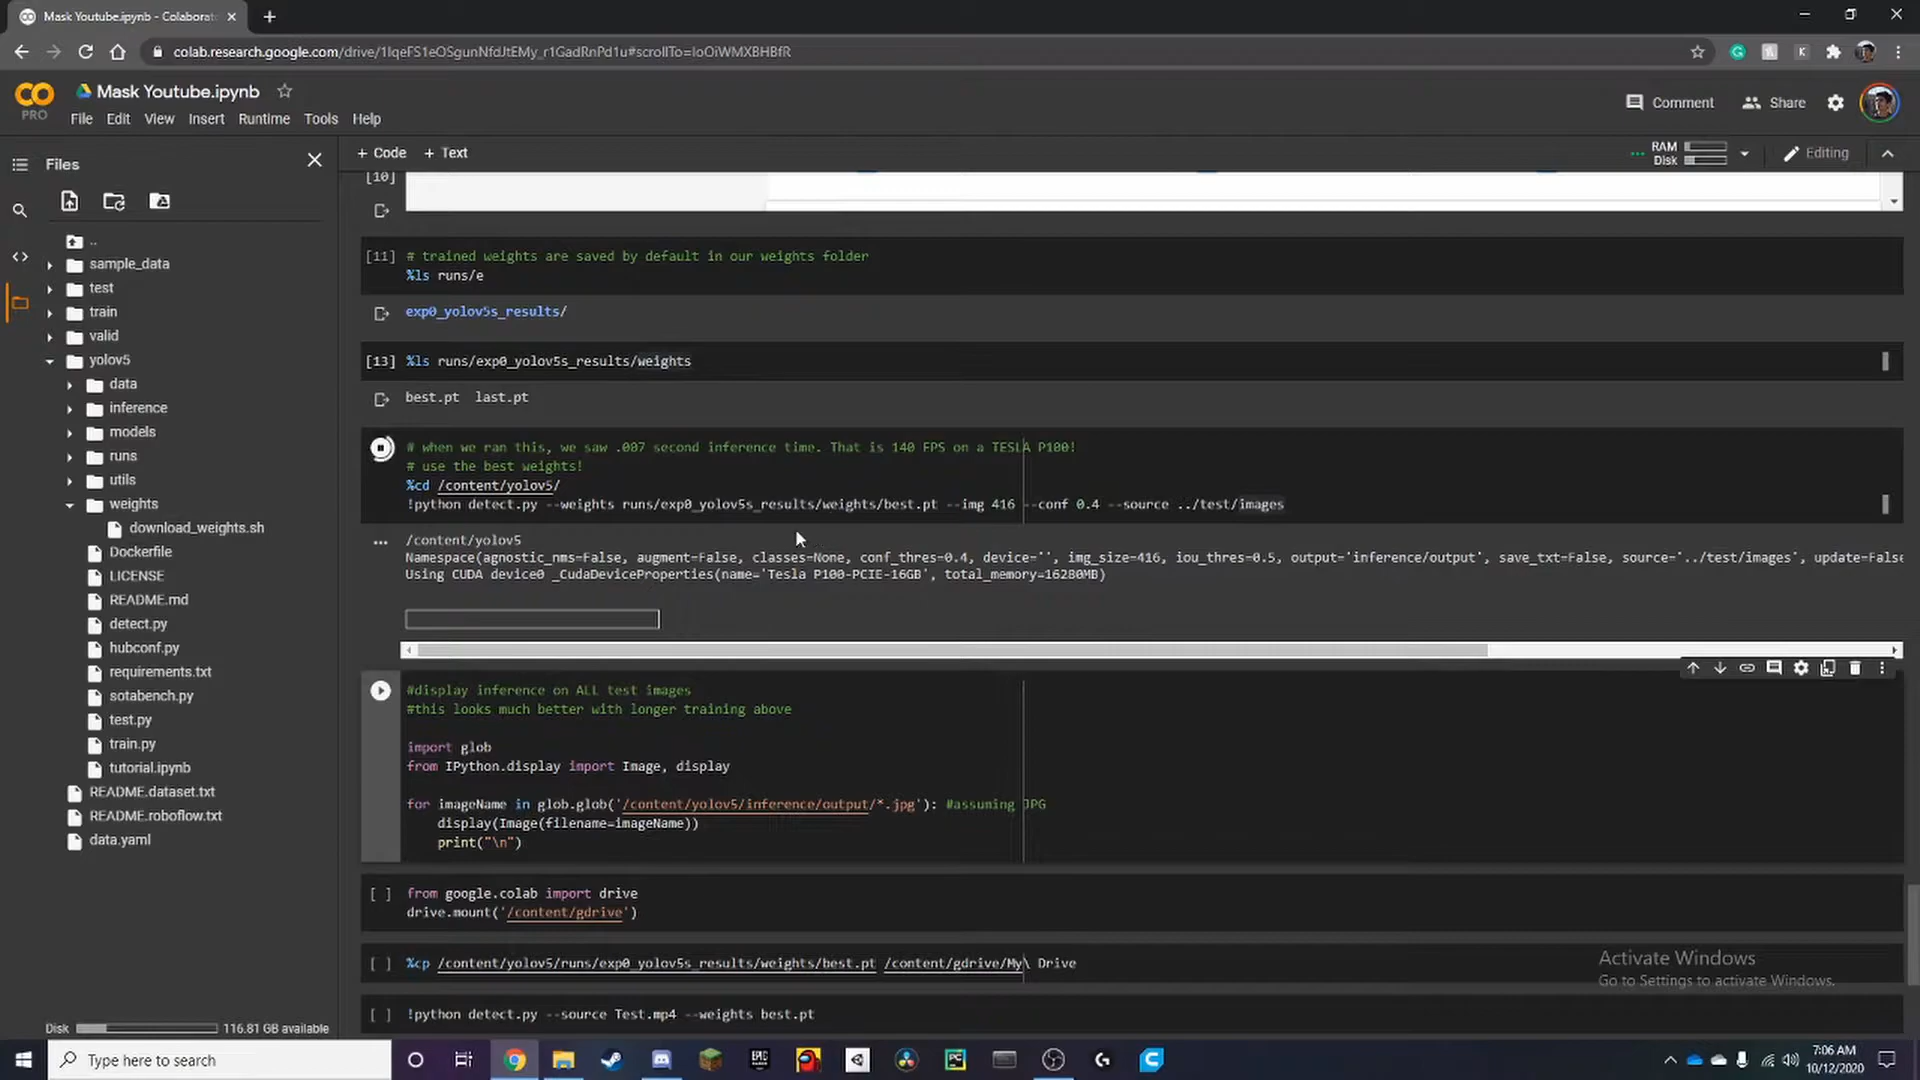 Mask Youtube.ipynb - Colaborat
colab.research.google.com/drive/1IqeFS1eOSgunNfdJtEMy_r1GadRnPd1u#scrollTo=IoOiWMXBHBfR
CO
PRO
Mask Youtube.ipynb
File Edit View Insert Runtime Tools Help
Comment Share
Files
+ Code + Text
RAM
Disk
Editing
..
sample_data
test
train
valid
yolov5
data
inference
models
runs
utils
weights
download_weights.sh
Dockerfile
LICENSE
README.md
detect.py
hubconf.py
requirements.txt
sotabench.py
test.py
train.py
tutorial.ipynb
README.dataset.txt
README.roboflow.txt
data.yaml
Disk 116.81 GB available
[10]
[11] # trained weights are saved by default in our weights folder
%ls runs/e
exp0_yolov5s_results/
[13] %ls runs/exp0_yolov5s_results/weights
best.pt last.pt
# when we ran this, we saw .007 second inference time. That is 140 FPS on a TESLA P100!
# use the best weights!
%cd /content/yolov5/
!python detect.py --weights runs/exp0_yolov5s_results/weights/best.pt --img 416 --conf 0.4 --source ../test/images
/content/yolov5
Namespace(agnostic_nms=False, augment=False, classes=None, conf_thres=0.4, device='', img_size=416, iou_thres=0.5, output='inference/output', save_txt=False, source='../test/images', update=False
Using CUDA device0 _CudaDeviceProperties(name='Tesla P100-PCIE-16GB', total_memory=16280MB)
#display inference on ALL test images
#this looks much better with longer training above
import glob
from IPython.display import Image, display
for imageName in glob.glob('/content/yolov5/inference/output/*.jpg'): #assuming JPG
display(Image(filename=imageName))
print("\n")
[ ] from google.colab import drive
drive.mount('/content/gdrive')
[ ] %cp /content/yolov5/runs/exp0_yolov5s_results/weights/best.pt /content/gdrive/My\ Drive
[ ] !python detect.py --source Test.mp4 --weights best.pt
Activate Windows
Go to Settings to activate Windows.
Type here to search
EPIC
PC
7:06 AM
10/12/2020